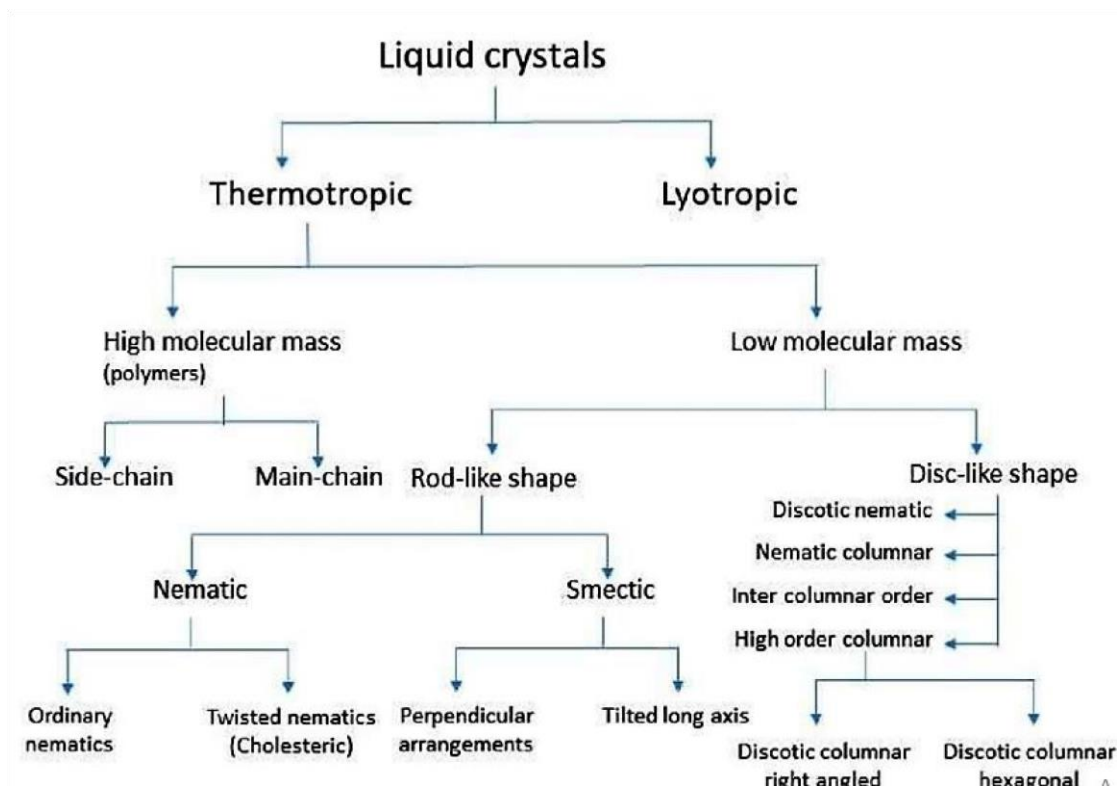 Liquid crystals
Thermotropic
Lyotropic
High molecular mass
(polymers)
Low molecular mass
Side-chain
Main-chain
Rod-like shape
Disc-like shape
Discotic nematic
Nematic columnar
Inter columnar order
High order columnar
Nematic
Smectic
Ordinary
nematics
Twisted nematics
(Cholesteric)
Perpendicular
arrangements
Tilted long axis
Discotic columnar
right angled
Discotic columnar
hexagonal